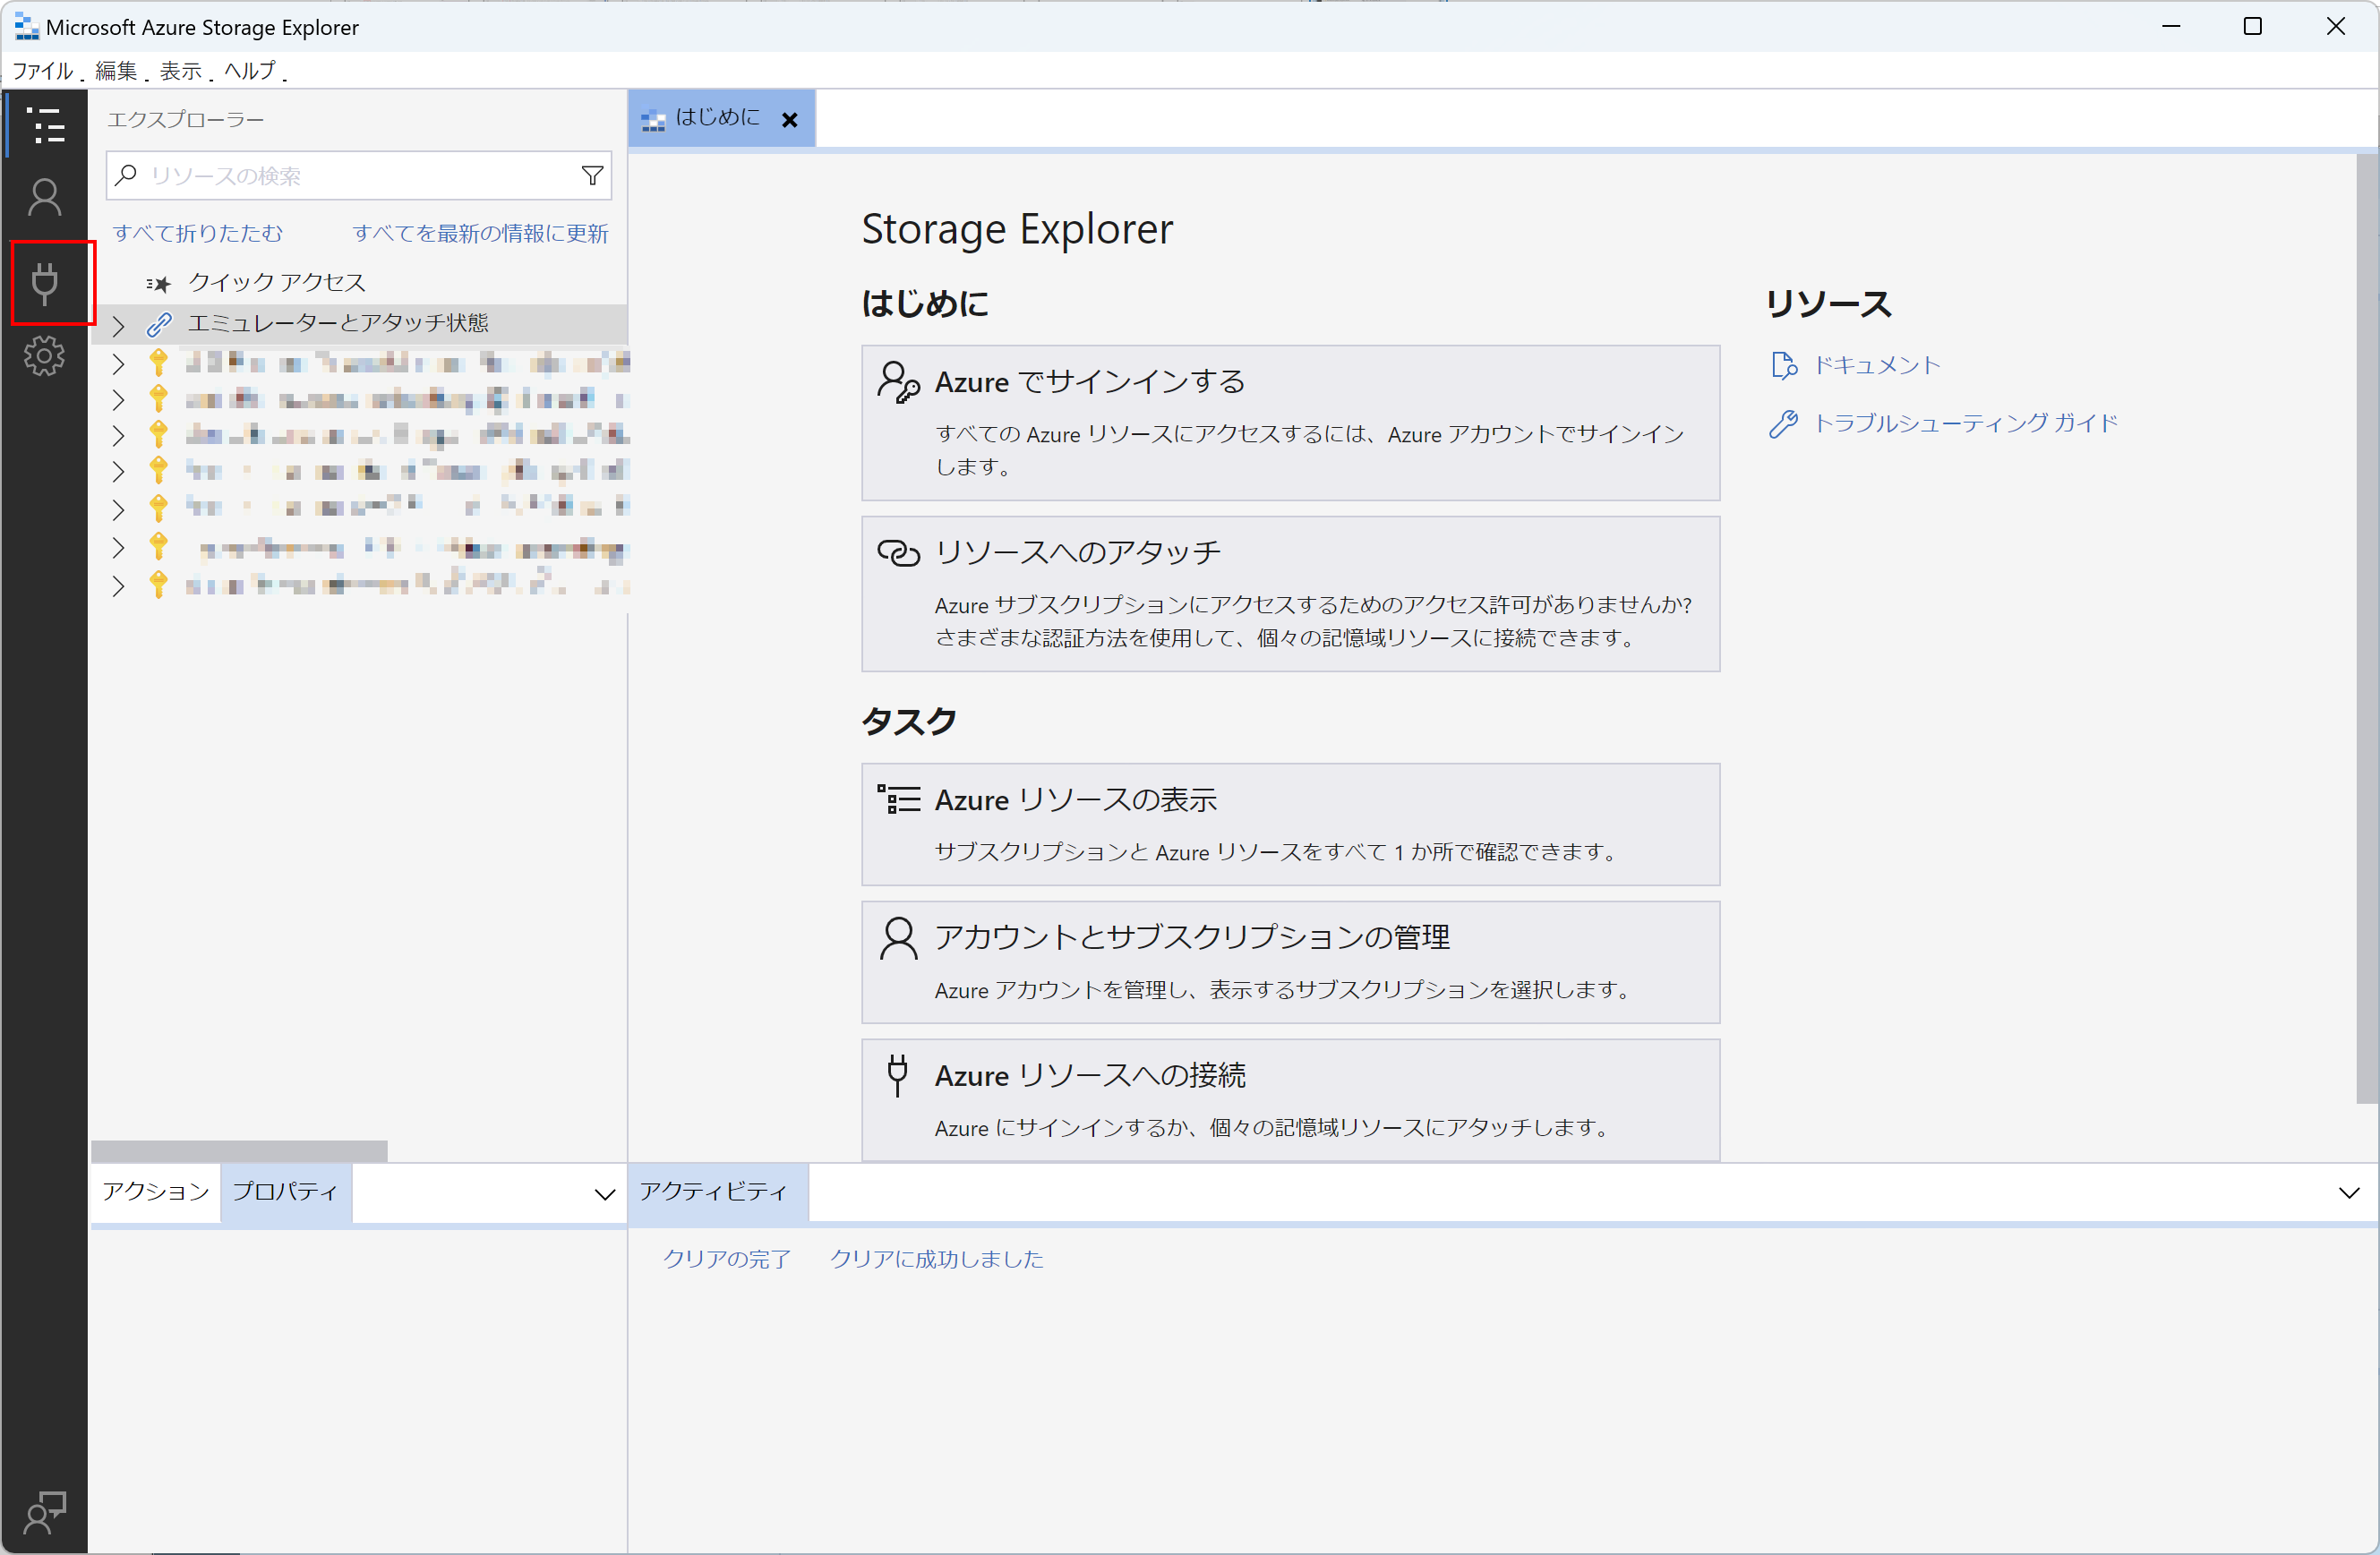 Microsoft Azure Storage Explorer
ファイル 編集 表示 ヘルプ
エクスプローラー
リソースの検索
すべて折りたたむ すべてを最新の情報に更新
クイック アクセス
エミュレーターとアタッチ状態
はじめに
Storage Explorer
はじめに
Azure でサインインする
すべての Azure リソースにアクセスするには、Azure アカウントでサインイン
します。
リソースへのアタッチ
Azure サブスクリプションにアクセスするためのアクセス許可がありませんか?
さまざまな認証方法を使用して、個々の記憶域リソースに接続できます。
タスク
Azure リソースの表示
サブスクリプションと Azure リソースをすべて 1 か所で確認できます。
アカウントとサブスクリプションの管理
Azure アカウントを管理し、表示するサブスクリプションを選択します。
Azure リソースへの接続
Azure にサインインするか、個々の記憶域リソースにアタッチします。
リソース
ドキュメント
トラブルシューティング ガイド
アクション プロパティ
アクティビティ
クリアの完了 クリアに成功しました